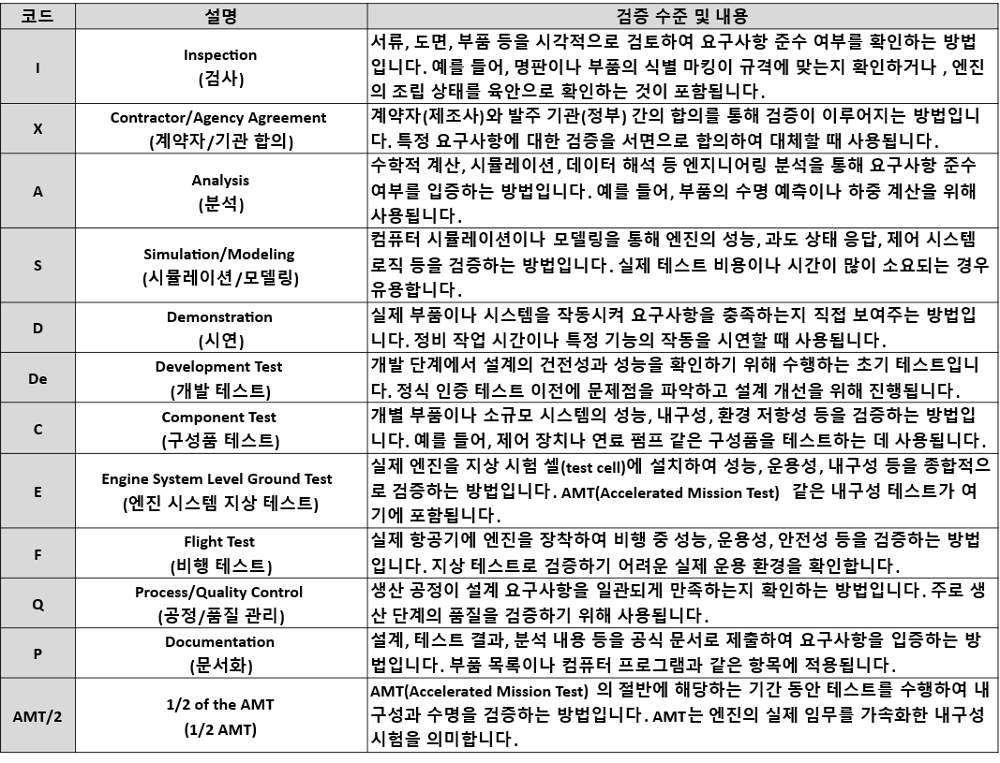 코드 설명 검증 수준 및 내용
I
Inspection
(검사)
서류, 도면, 부품 등을 시각적으로 검토하여 요구사항 준수 여부를 확인하는 방법
입니다. 예를 들어, 명판이나 부품의 식별 마킹이 규격에 맞는지 확인하거나 , 엔진
의 조립 상태를 육안으로 확인하는 것이 포함됩니다.
X
Contractor/Agency Agreement
(계약자/기관 합의)
계약자(제조사)와 발주 기관(정부) 간의 합의를 통해 검증이 이루어지는 방법입니
다. 특정 요구사항에 대한 검증을 서면으로 합의하여 대체할 때 사용됩니다.
A
Analysis
(분석)
수학적 계산, 시뮬레이션, 데이터 해석 등 엔지니어링 분석을 통해 요구사항 준수
여부를 입증하는 방법입니다. 예를 들어, 부품의 수명 예측이나 하중 계산을 위해
사용됩니다.
S
Simulation/Modeling
(시뮬레이션/모델링)
컴퓨터 시뮬레이션이나 모델링을 통해 엔진의 성능, 과도 상태 응답, 제어 시스템
로직 등을 검증하는 방법입니다. 실제 테스트 비용이나 시간이 많이 소요되는 경우
유용합니다.
D
Demonstration
(시연)
실제 부품이나 시스템을 작동시켜 요구사항을 충족하는지 직접 보여주는 방법입
니다. 정비 작업 시간이나 특정 기능의 작동을 시연할 때 사용됩니다.
De
Development Test
(개발 테스트)
개발 단계에서 설계의 건전성과 성능을 확인하기 위해 수행하는 초기 테스트입니
다. 정식 인증 테스트 이전에 문제점을 파악하고 설계 개선을 위해 진행됩니다.
C
Component Test
(구성품 테스트)
개별 부품이나 소규모 시스템의 성능, 내구성, 환경 저항성 등을 검증하는 방법입
니다. 예를 들어, 제어 장치나 연료 펌프 같은 구성품을 테스트하는 데 사용됩니다.
E
Engine System Level Ground Test
(엔진 시스템 지상 테스트)
실제 엔진을 지상 시험 셀(test cell)에 설치하여 성능, 운용성, 내구성 등을 종합적으
로 검증하는 방법입니다. AMT(Accelerated Mission Test) 같은 내구성 테스트가 여
기에 포함됩니다.
F
Flight Test
(비행 테스트)
실제 항공기에 엔진을 장착하여 비행 중 성능, 운용성, 안전성 등을 검증하는 방법
입니다. 지상 테스트로 검증하기 어려운 실제 운용 환경을 확인합니다.
Q
Process/Quality Control
(공정/품질 관리)
생산 공정이 설계 요구사항을 일관되게 만족하는지 확인하는 방법입니다. 주로 생
산 단계의 품질을 검증하기 위해 사용됩니다.
P
Documentation
(문서화)
설계, 테스트 결과, 분석 내용 등을 공식 문서로 제출하여 요구사항을 입증하는 방
법입니다. 부품 목록이나 컴퓨터 프로그램과 같은 항목에 적용됩니다.
AMT/2
1/2 of the AMT
(1/2 AMT)
AMT(Accelerated Mission Test) 의 절반에 해당하는 기간 동안 테스트를 수행하여 내
구성과 수명을 검증하는 방법입니다. AMT는 엔진의 실제 임무를 가속화한 내구성
시험을 의미합니다.